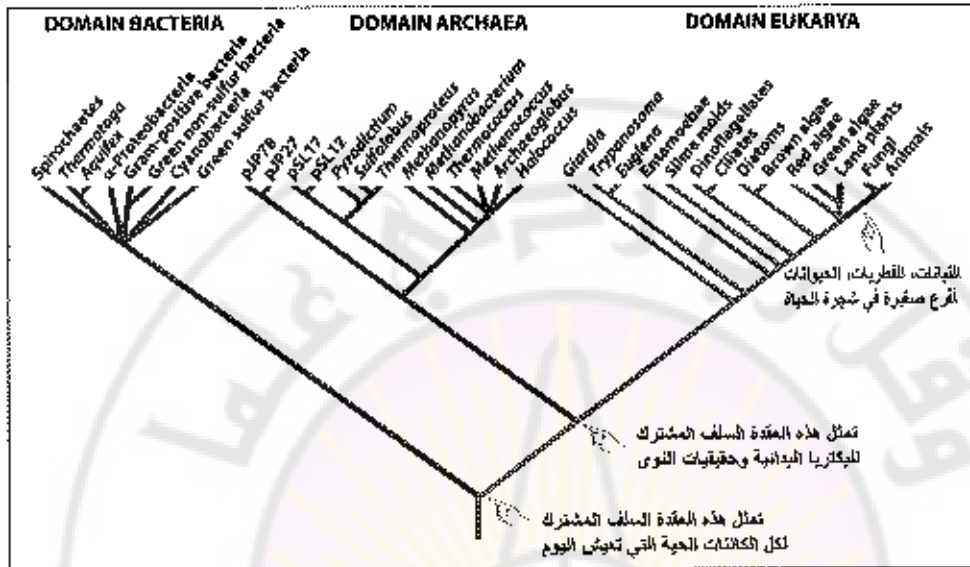 DOMAIN BACTERIA
DOMAIN ARCHAEA
DOMAIN EUKARYA
Spirochaetes
Thermotoga
Aquifex
α-Proteobacteria
Gram-positive bacteria
Green non-sulfur bacteria
Cyanobacteria
Green sulfur bacteria
pJP78
pJP27
pSL17
pSL12
Pyrodictium
Sulfolobus
Thermoproteus
Methanopyrus
Methanobacterium
Thermococcus
Methanococcus
Archaeoglobus
Halococcus
Giardia
Trypanosoma
Euglena
Entamoebae
Slime molds
Dinoflagellates
Ciliates
Diatoms
Brown algae
Red algae
Green algae
Land plants
Fungi
Animals
للنباتات، للفطريات، الحيوانات
أفرع صغيرة في شجرة الحياة
تمثل هذه العقدة السلف المشترك
للبكتريا البدائية وحقيقيات النوى
تمثل هذه العقدة السلف المشترك
لكل الكائنات الحية التي تعيش اليوم